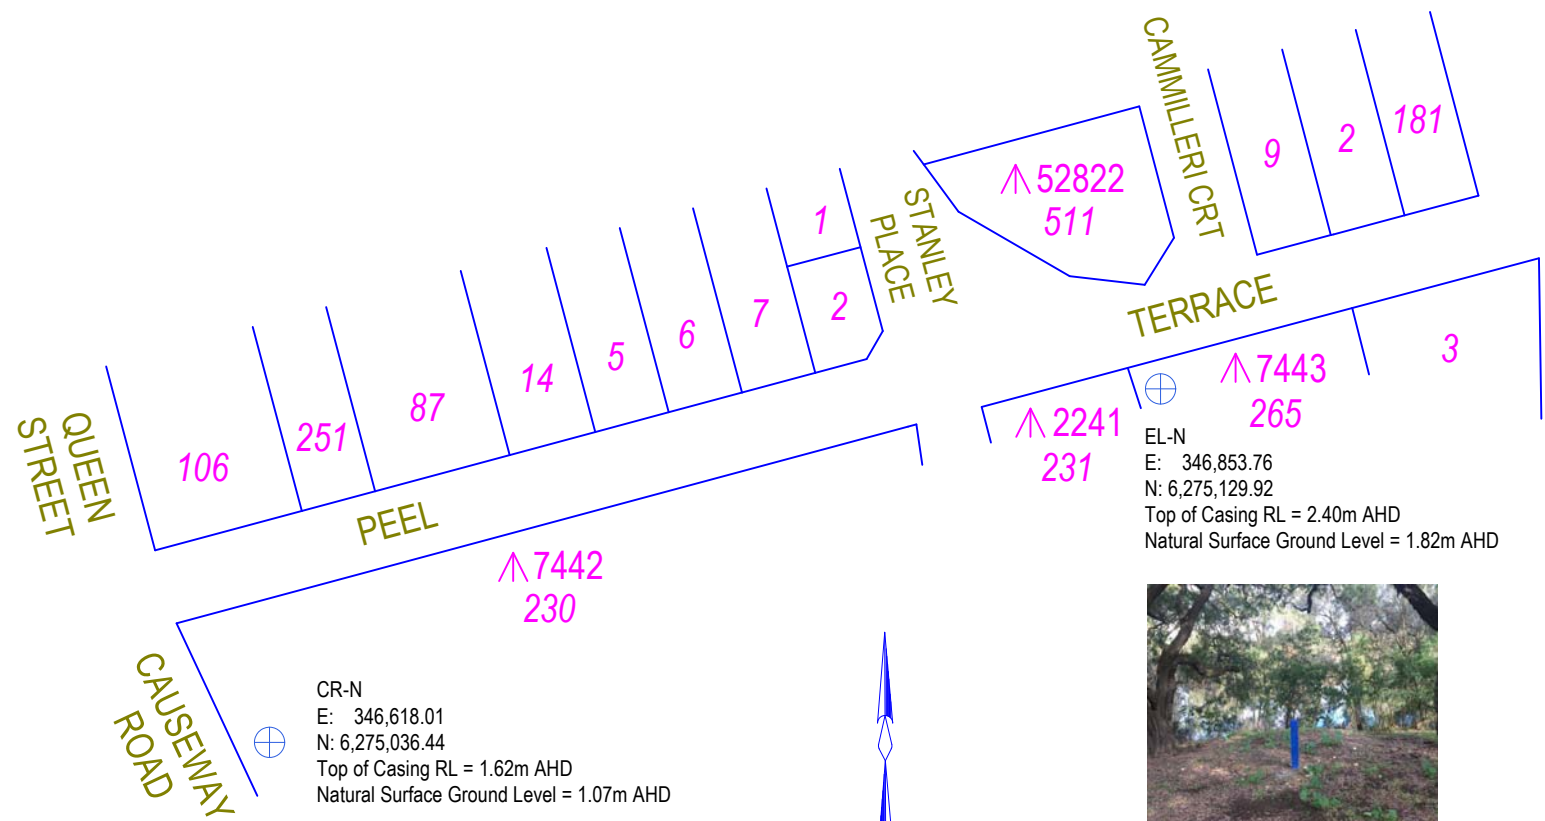 CAMMILLERI CRT
181
2
9
52822
511
STANLEY
PLACE
1
2
7
6
5
14
87
251
106
QUEEN
STREET
TERRACE
3
7443
265
2241
231
EL-N
E: 346,853.76
N: 6,275,129.92
Top of Casing RL = 2.40m AHD
Natural Surface Ground Level = 1.82m AHD
PEEL
7442
230
CAUSEWAY
ROAD
CR-N
E: 346,618.01
N: 6,275,036.44
Top of Casing RL = 1.62m AHD
Natural Surface Ground Level = 1.07m AHD